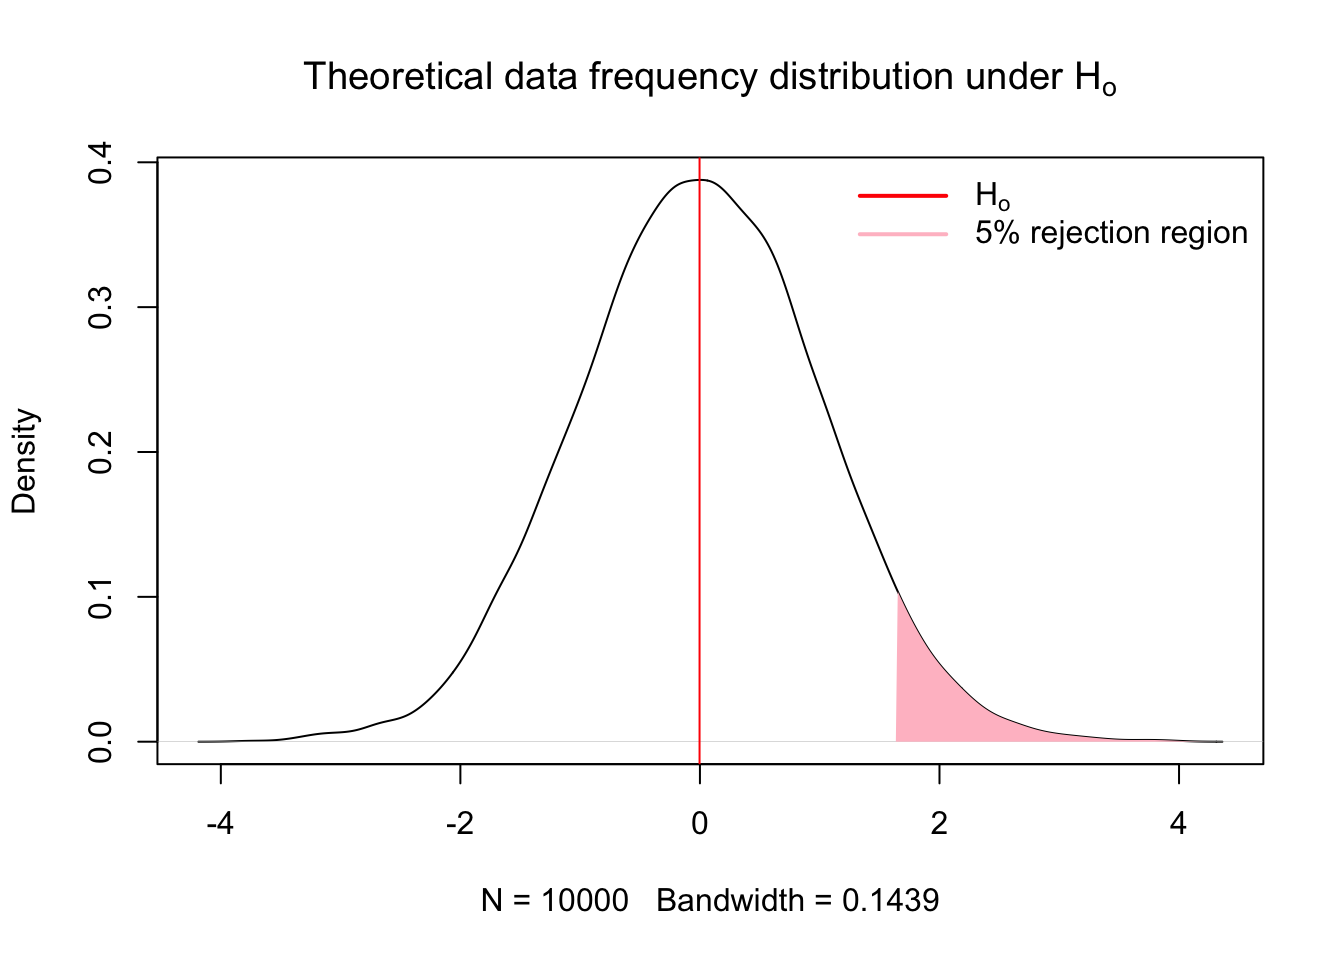 Theoretical data frequency distribution under Ho
Ho
5% rejection region
Density
0.4
0.3
0.2
0.1
0.0
-4 -2 0 2 4
N = 10000 Bandwidth = 0.1439